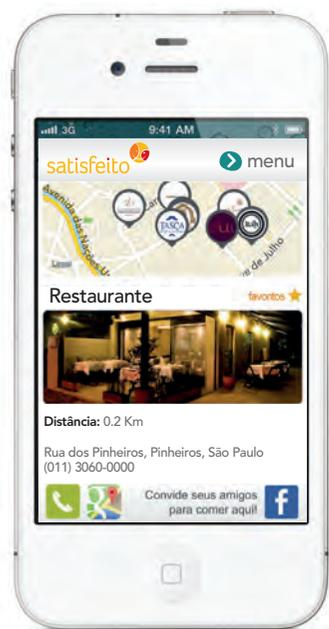 3G 9:41 AM
satisfeito
menu
Avenida das Nações U
TASCA
ve de Julho
Restaurante
favoritos
Distância: 0.2 Km
Rua dos Pinheiros, Pinheiros, São Paulo
(011) 3060-0000
Convide seus amigos
para comer aqui!
f